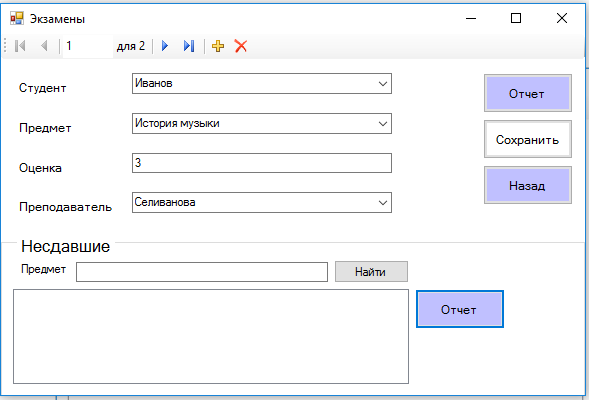 Экзамены
1 для 2
Студент Иванов
Отчет
Предмет История музыки
Сохранить
Оценка 3
Назад
Преподаватель Селиванова
Несдавшие
Предмет Найти
Отчет